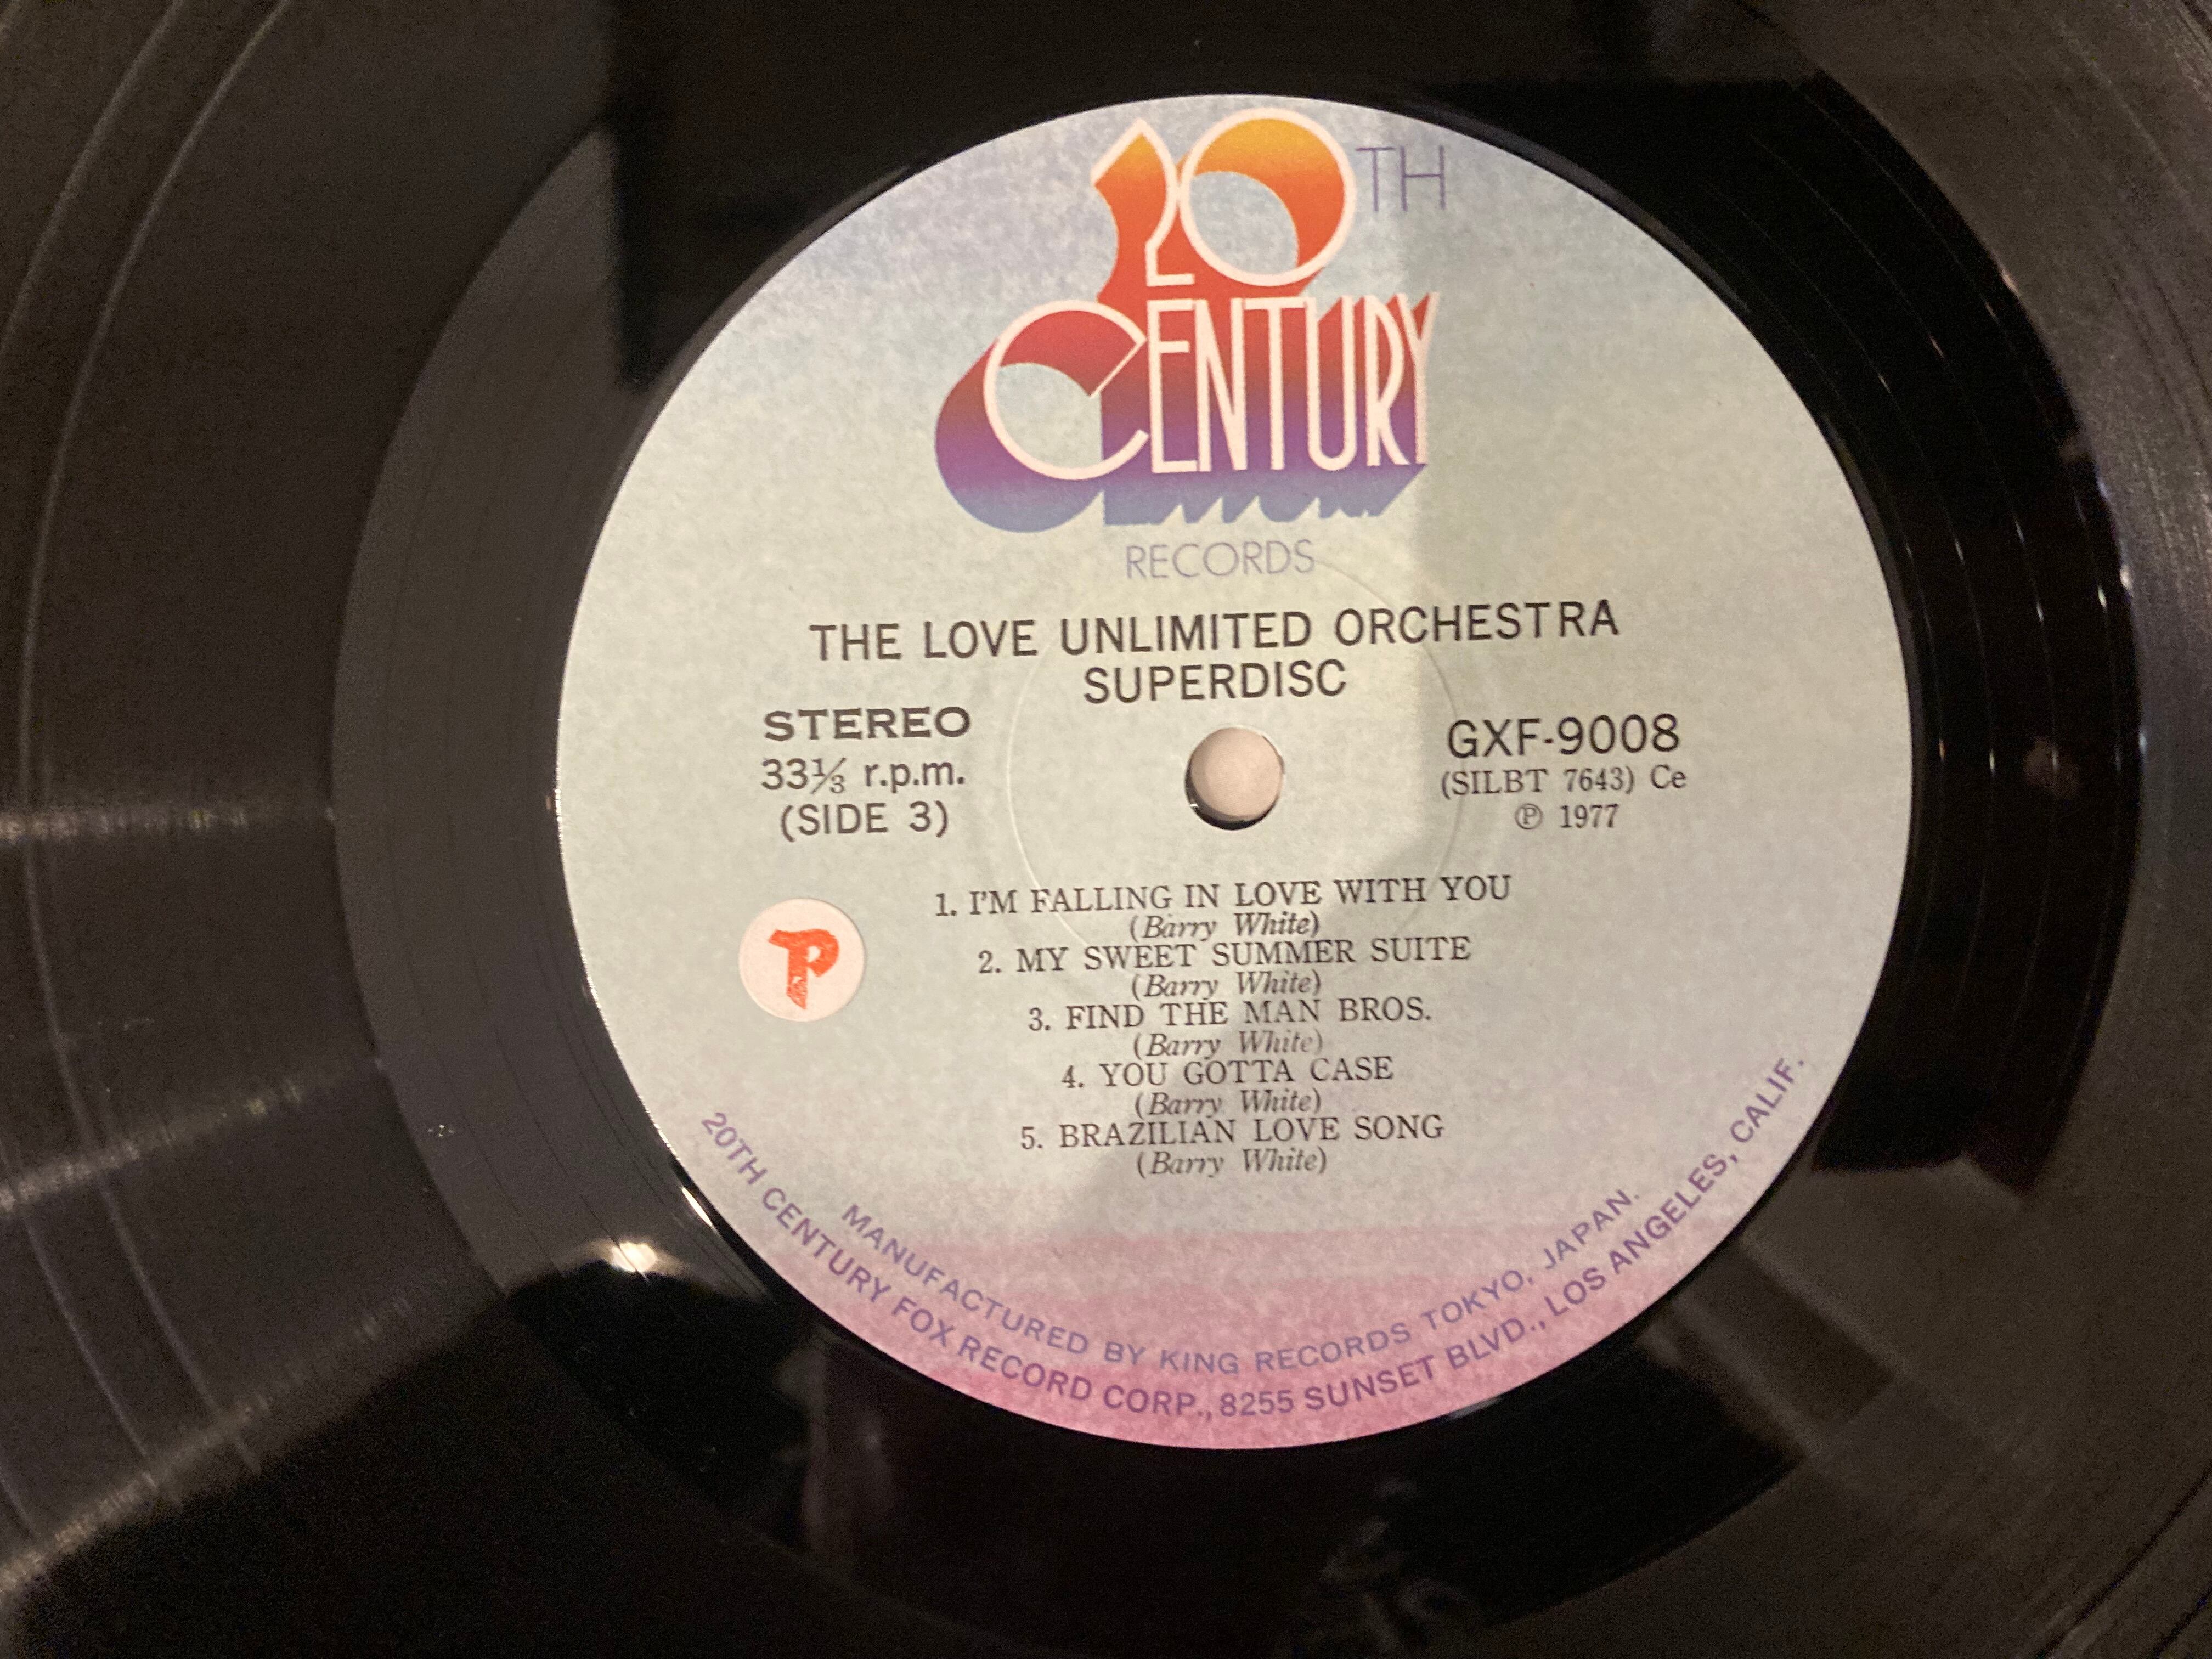 20TH
CENTURY
RECORDS
THE LOVE UNLIMITED ORCHESTRA
SUPERDISC
STEREO
33⅓ r.p.m.
(SIDE 3)
GXF-9008
(SILBT 7643) Ce
℗ 1977
P
1. I'M FALLING IN LOVE WITH YOU
(Barry White)
2. MY SWEET SUMMER SUITE
(Barry White)
3. FIND THE MAN BROS.
(Barry White)
4. YOU GOTTA CASE
(Barry White)
5. BRAZILIAN LOVE SONG
(Barry White)
MANUFACTURED BY KING RECORDS TOKYO, JAPAN.
20TH CENTURY FOX RECORD CORP., 8255 SUNSET BLVD., LOS ANGELES, CALIF.